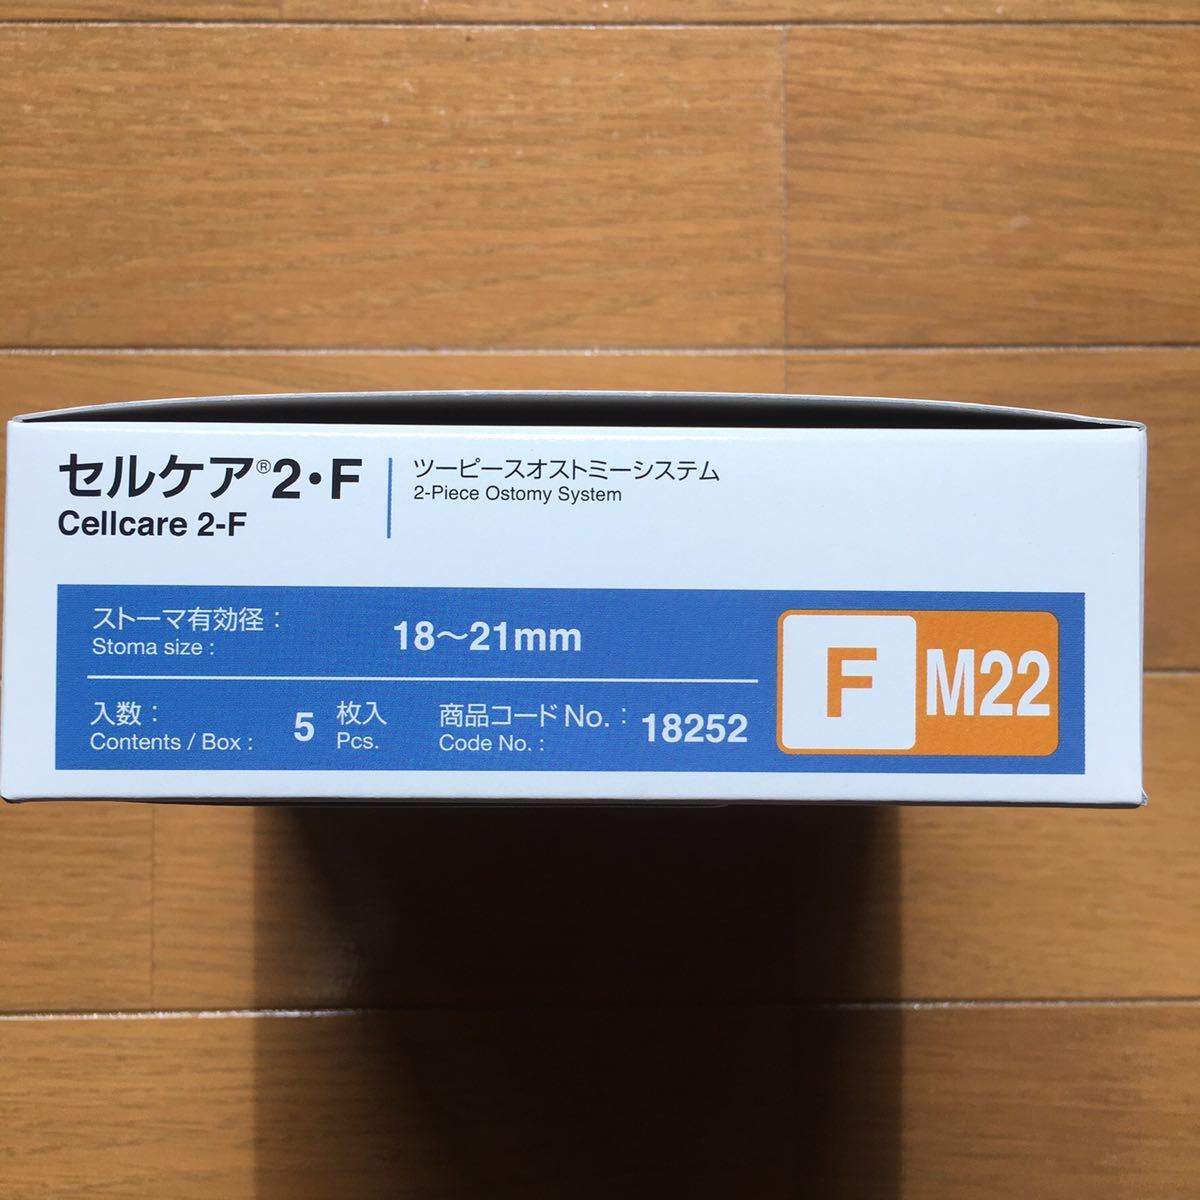 セルケア®2・F
Cellcare 2-F
ツーピースオストミーシステム
2-Piece Ostomy System
ストーマ有効径：
Stoma size :
18〜21mm
入数：
Contents / Box :
5 枚入
Pcs.
商品コードNo.：
Code No. :
18252
F M22